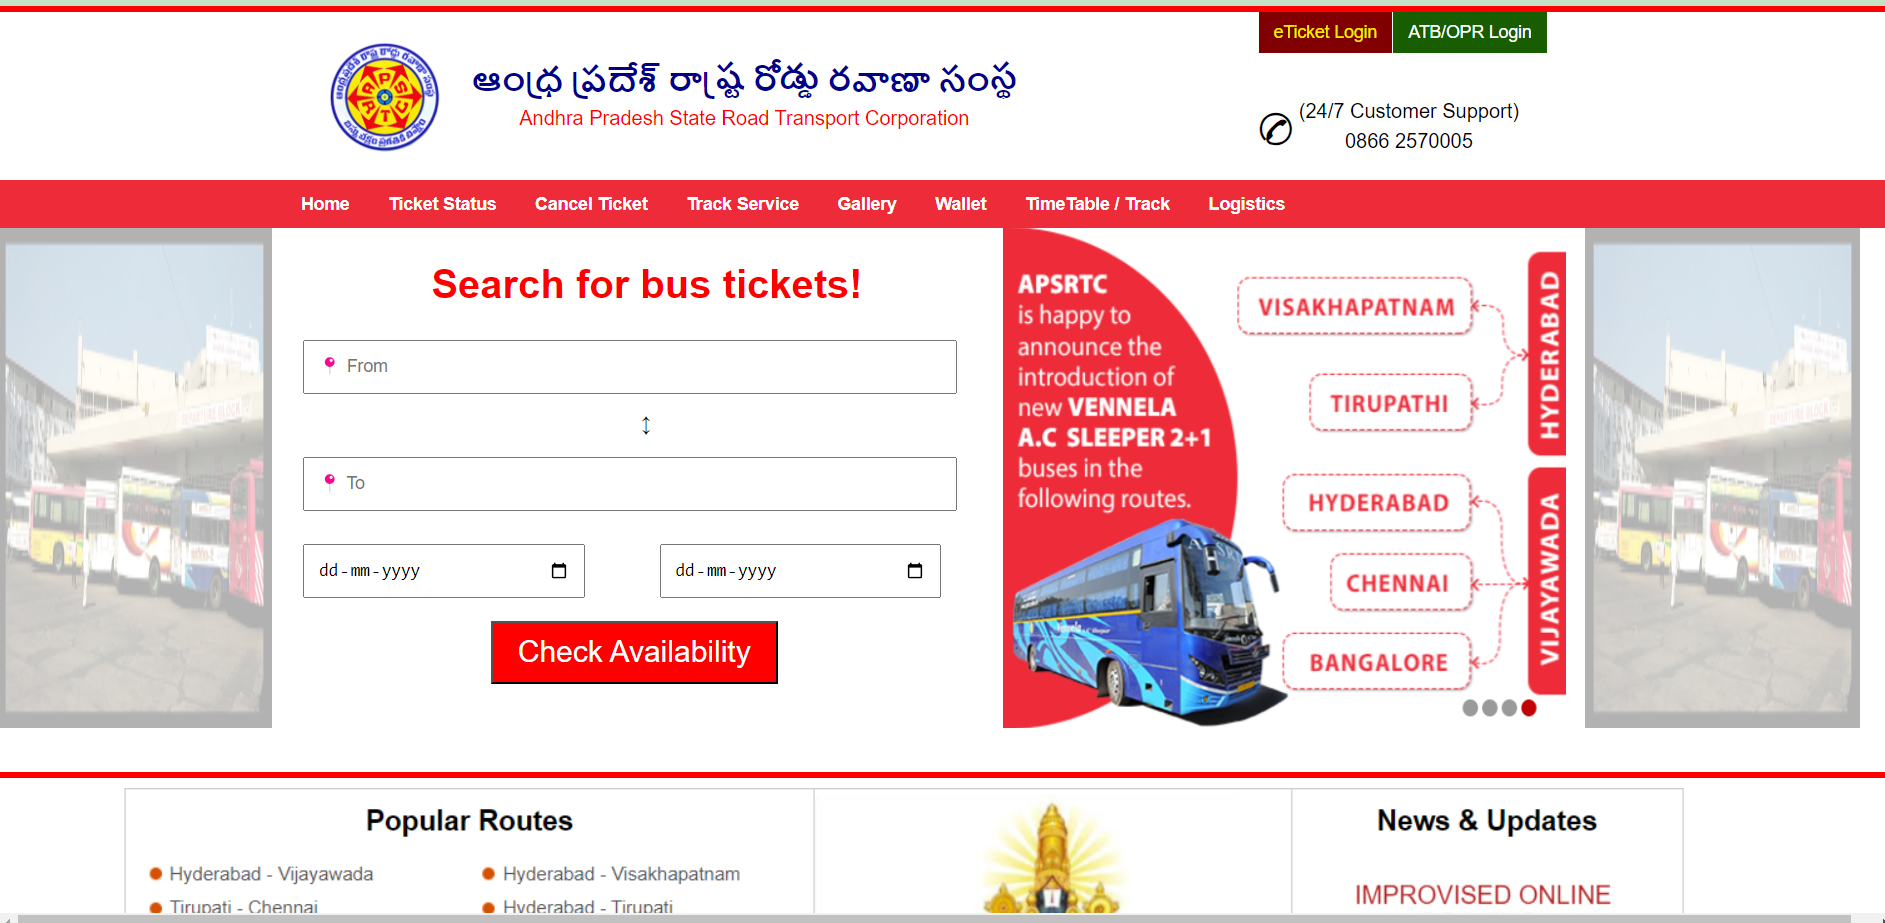 eTicket Login
ATB/OPR Login
ఆంధ్ర ప్రదేశ్ రాష్ట్ర రోడ్డు రవాణా సంస్థ
Andhra Pradesh State Road Transport Corporation
(24/7 Customer Support)
0866 2570005
Home Ticket Status Cancel Ticket Track Service Gallery Wallet TimeTable / Track Logistics
Search for bus tickets!
From
↕
To
dd-mm-yyyy
dd-mm-yyyy
Check Availability
APSRTC
is happy to
announce the
introduction of
new VENNELA
A.C SLEEPER 2+1
buses in the
following routes.
VISAKHAPATNAM
TIRUPATHI
HYDERABAD
HYDERABAD
CHENNAI
BANGALORE
VIJAYAWADA
Popular Routes
Hyderabad - Vijayawada
Hyderabad - Visakhapatnam
Tirupati - Chennai
Hyderabad - Tirupati
News & Updates
IMPROVISED ONLINE